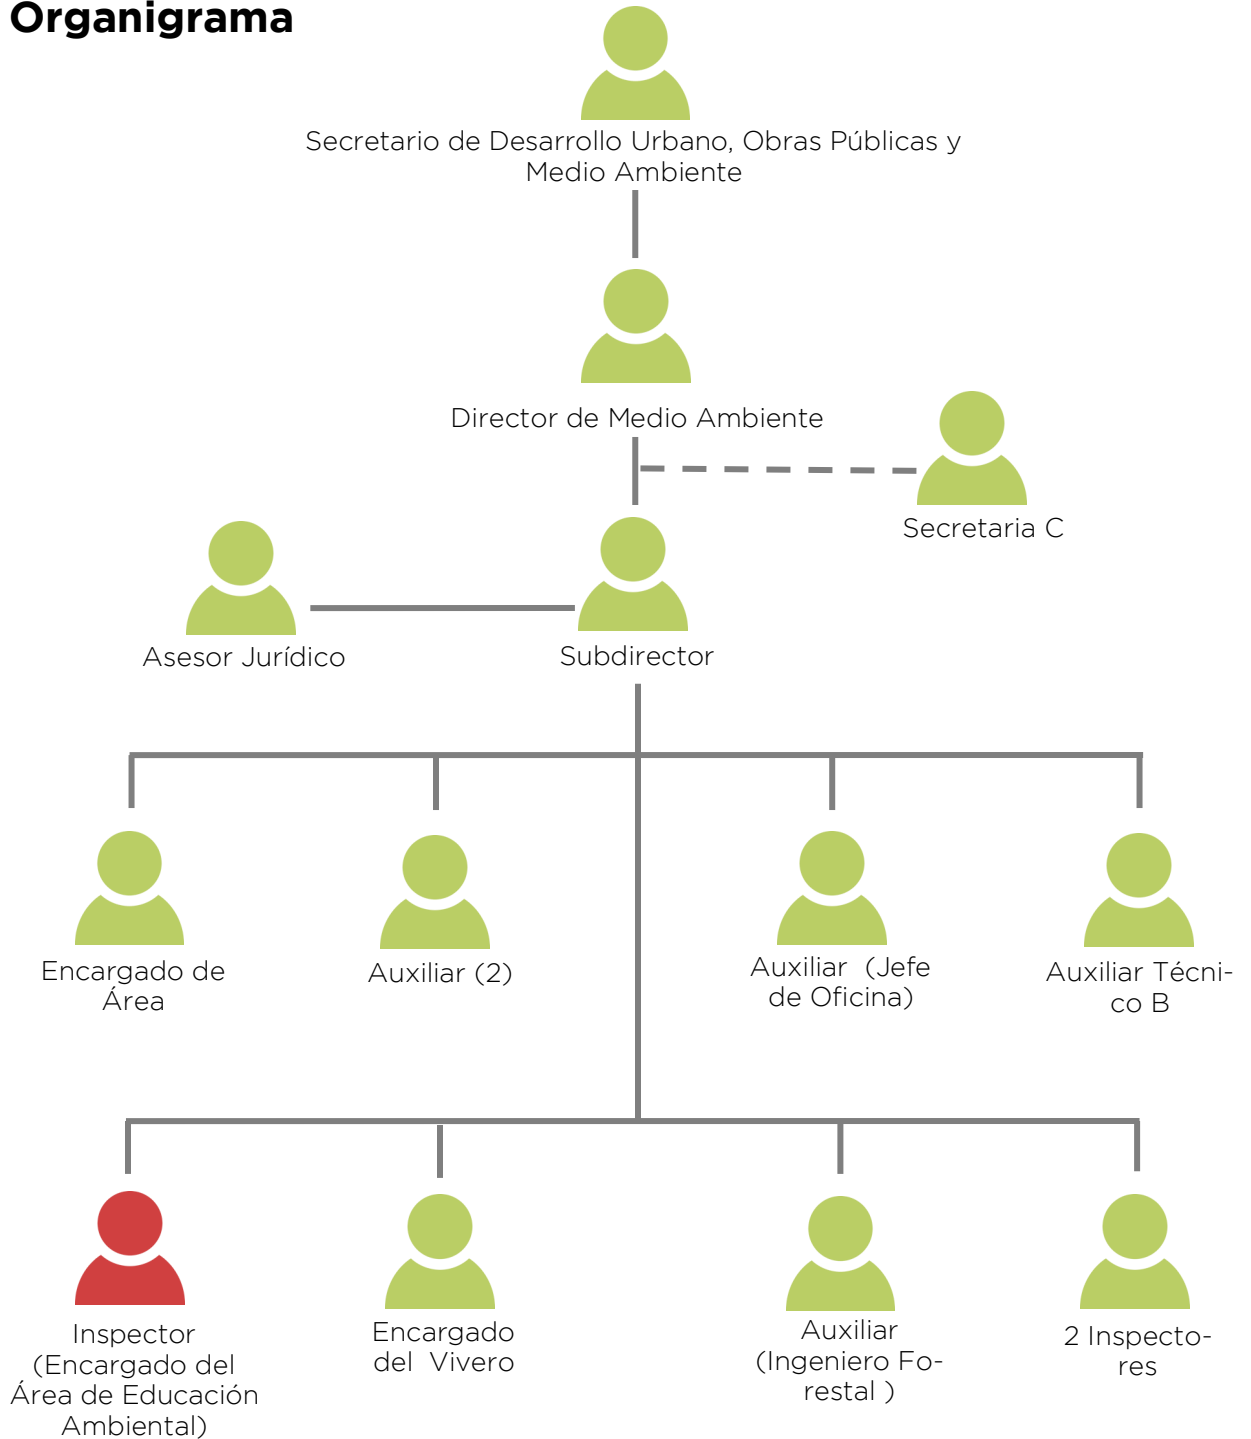 Organigrama
Secretario de Desarrollo Urbano, Obras Públicas y
Medio Ambiente
Director de Medio Ambiente
Secretaria C
Asesor Jurídico
Subdirector
Encargado de
Área
Auxiliar (2)
Auxiliar (Jefe
de Oficina)
Auxiliar Técni-
co B
Inspector
(Encargado del
Área de Educación
Ambiental)
Encargado
del Vivero
Auxiliar
(Ingeniero Fo-
restal )
2 Inspecto-
res